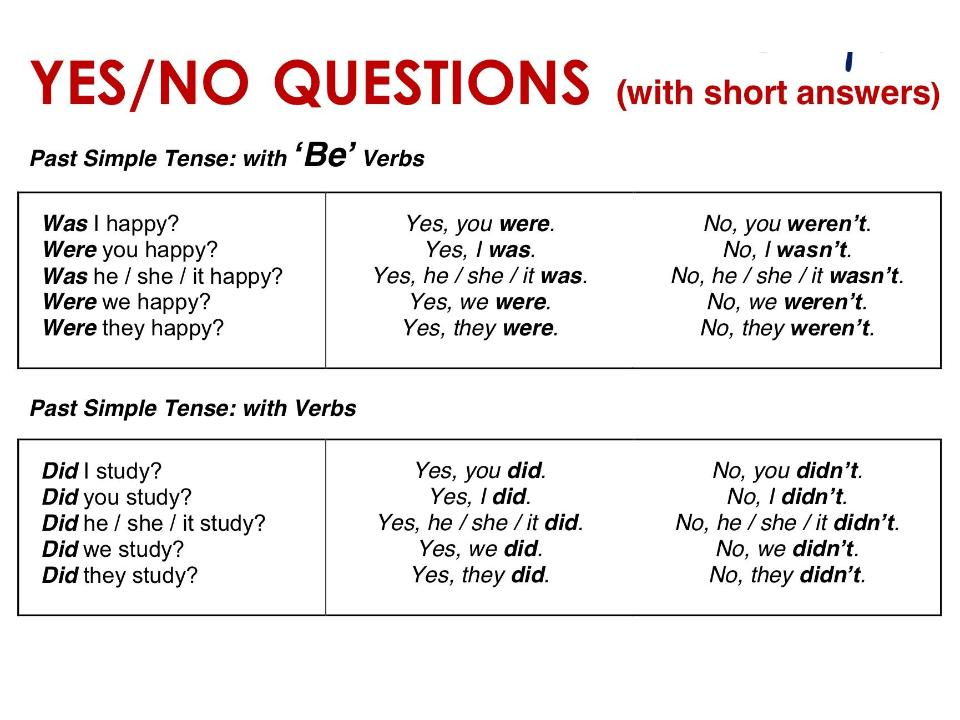 YES/NO QUESTIONS (with short answers)
Past Simple Tense: with ‘Be’ Verbs
Was I happy? Yes, you were. No, you weren’t.
Were you happy? Yes, I was. No, I wasn’t.
Was he / she / it happy? Yes, he / she / it was. No, he / she / it wasn’t.
Were we happy? Yes, we were. No, we weren’t.
Were they happy? Yes, they were. No, they weren’t.
Past Simple Tense: with Verbs
Did I study? Yes, you did. No, you didn’t.
Did you study? Yes, I did. No, I didn’t.
Did he / she / it study? Yes, he / she / it did. No, he / she / it didn’t.
Did we study? Yes, we did. No, we didn’t.
Did they study? Yes, they did. No, they didn’t.